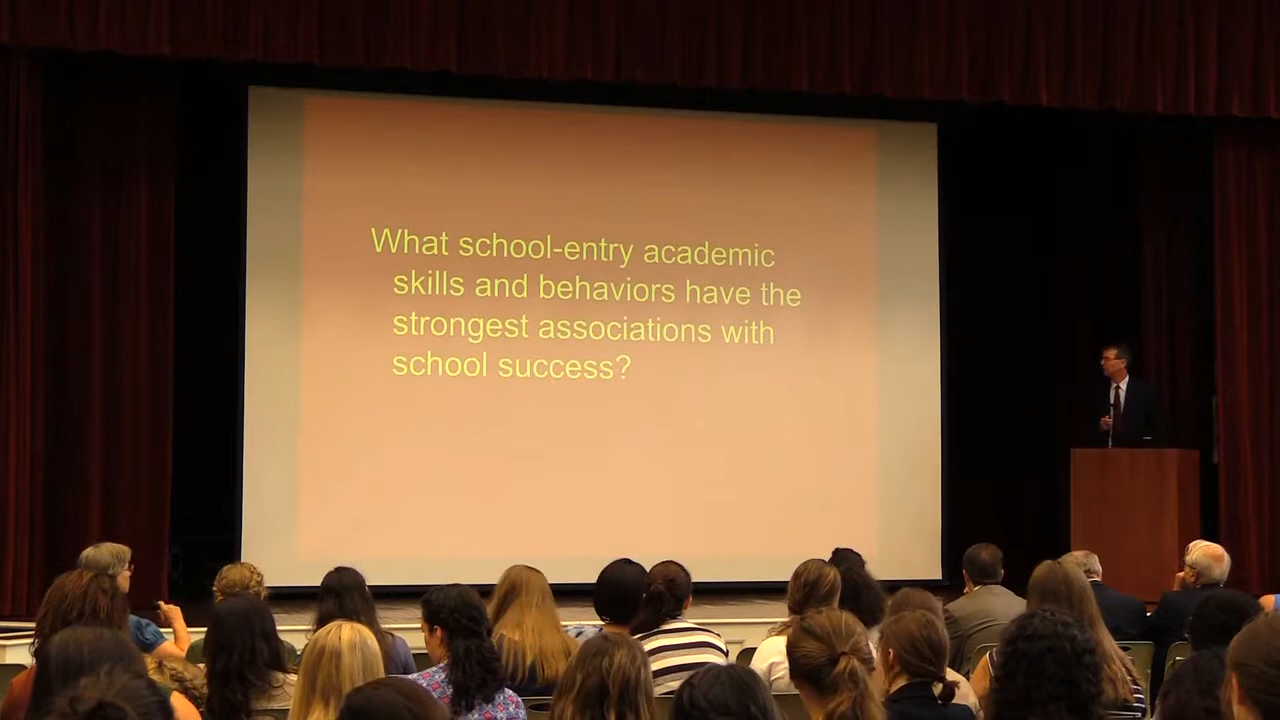 What school-entry academic
skills and behaviors have the
strongest associations with
school success?